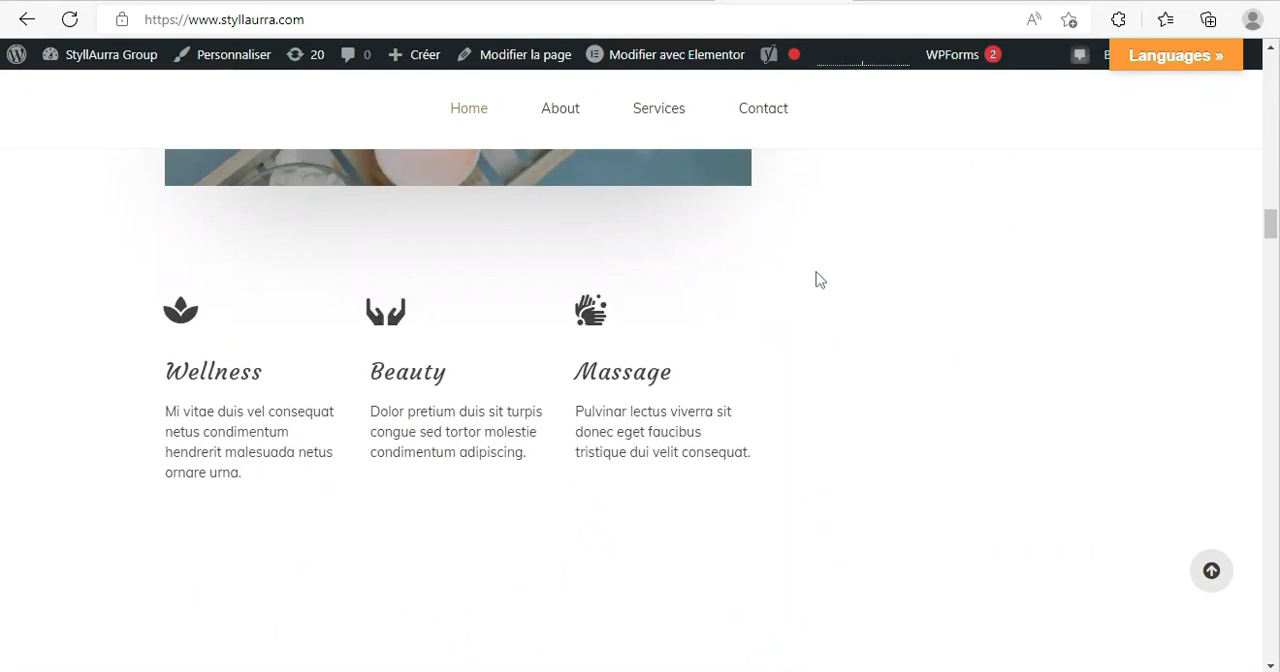 https://www.styllaurra.com
StyllAurra Group Personnaliser 20 0 Créer Modifier la page Modifier avec Elementor WPForms 2
Languages »
Home About Services Contact
Wellness Beauty Massage
Mi vitae duis vel consequat
netus condimentum
hendrerit malesuada netus
ornare urna.
Dolor pretium duis sit turpis
congue sed tortor molestie
condimentum adipiscing.
Pulvinar lectus viverra sit
donec eget faucibus
tristique dui velit consequat.